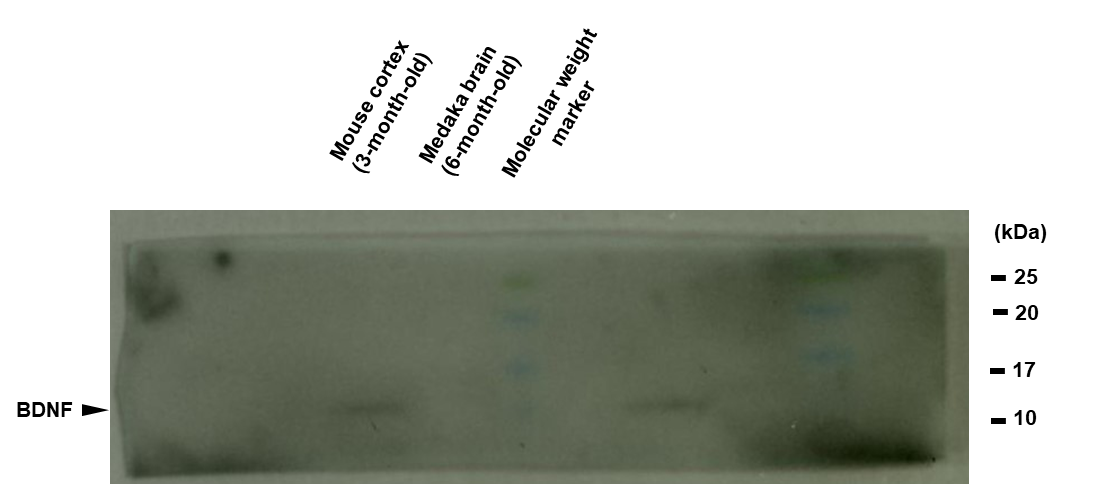 Mouse cortex
(3-month-old)
Medaka brain
(6-month-old)
Molecular weight
marker
(kDa)
25
20
17
BDNF
10